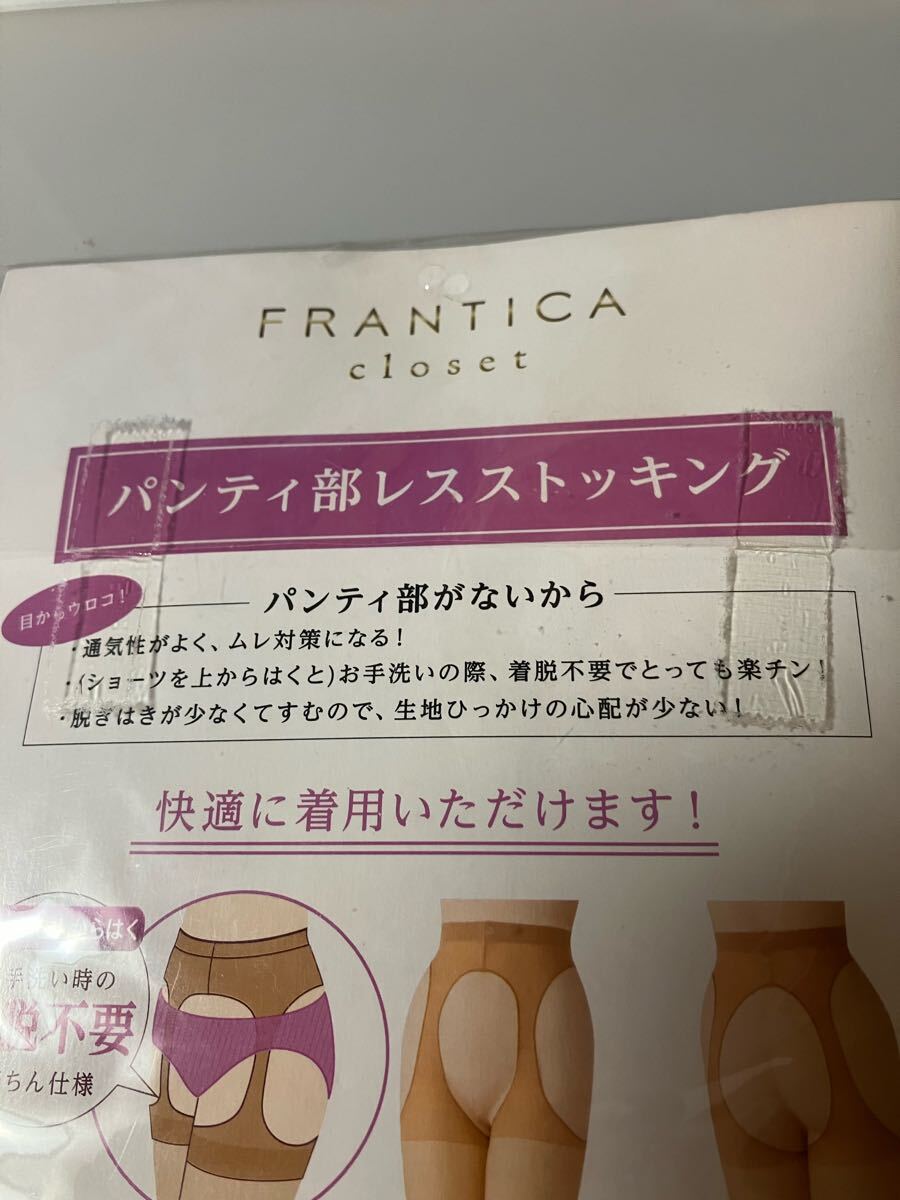 FRANTICA
closet
パンティ部レスストッキング
目からウロコ!
パンティ部がないから
・通気性がよく、ムレ対策になる!
・(ショーツを上からはくと)お手洗いの際、着脱不要でとっても楽チン!
・脱ぎはきが少なくてすむので、生地ひっかけの心配が少ない!
快適に着用いただけます!
らはく
手洗い時の
脱不要
ちん仕様